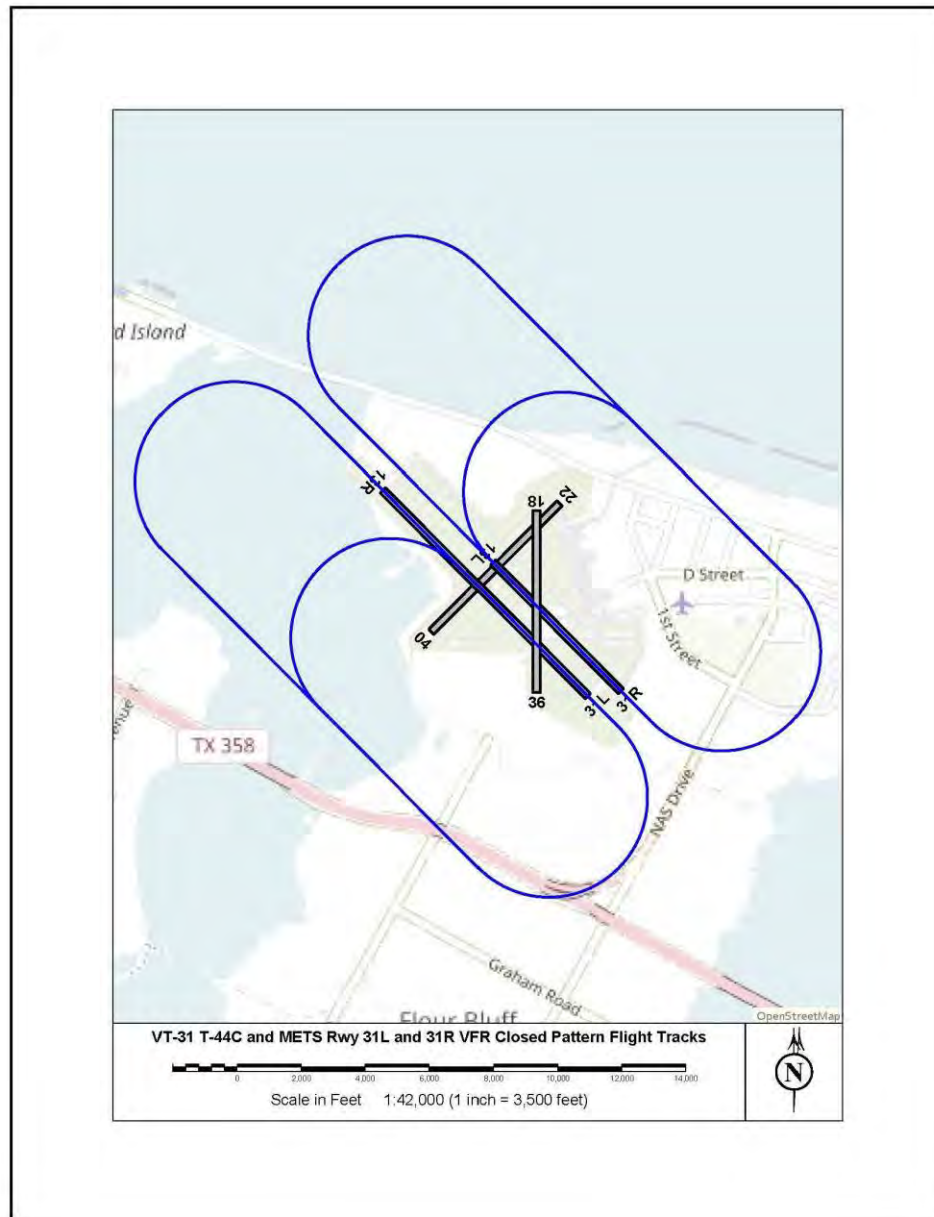 d Island
13
R
18
22
13
L
D Street
1st Street
04
36
31
L
31
R
TX 358
enue
NAS Drive
Graham Road
Flour Bluff
OpenStreetMap
VT-31 T-44C and METS Rwy 31L and 31R VFR Closed Pattern Flight Tracks
0 2,000 4,000 6,000 8,000 10,000 12,000 14,000
Scale in Feet 1:42,000 (1 inch = 3,500 feet)
N